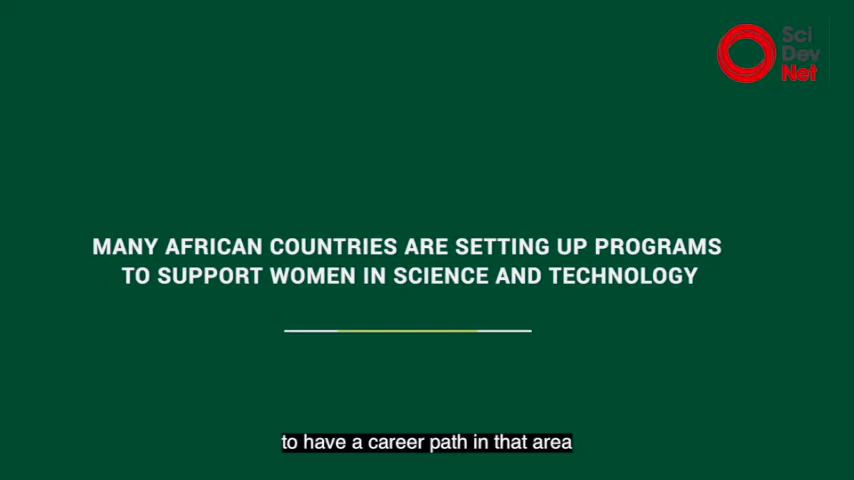 Sci
Dev
Net
MANY AFRICAN COUNTRIES ARE SETTING UP PROGRAMS
TO SUPPORT WOMEN IN SCIENCE AND TECHNOLOGY
to have a career path in that area